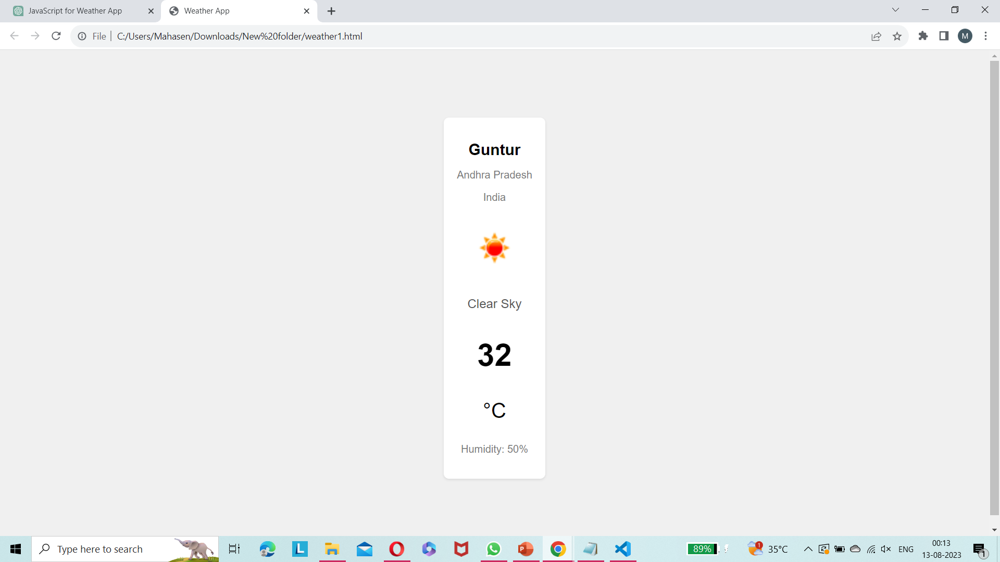 JavaScript for Weather App
Weather App
File
C:/Users/Mahasen/Downloads/New%20folder/weather1.html
M
Guntur
Andhra Pradesh
India
Clear Sky
32
°C
Humidity: 50%
Type here to search
L
P
89%
1
35°C
ENG
00:13
13-08-2023
1